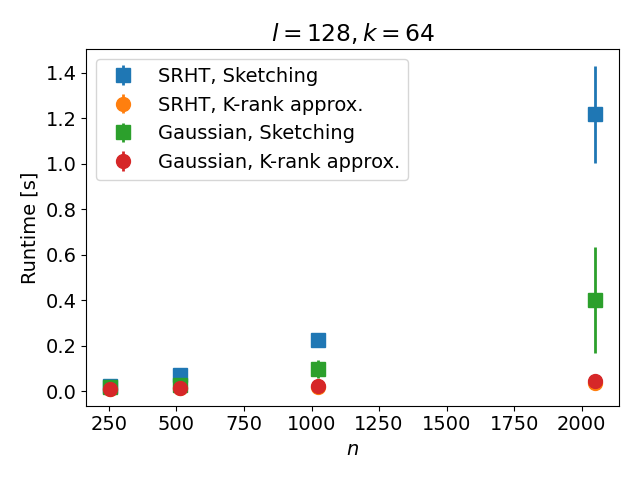 l = 128, k = 64
SRHT, Sketching
SRHT, K-rank approx.
Gaussian, Sketching
Gaussian, K-rank approx.
Runtime [s]
1.4
1.2
1.0
0.8
0.6
0.4
0.2
0.0
250 500 750 1000 1250 1500 1750 2000
n